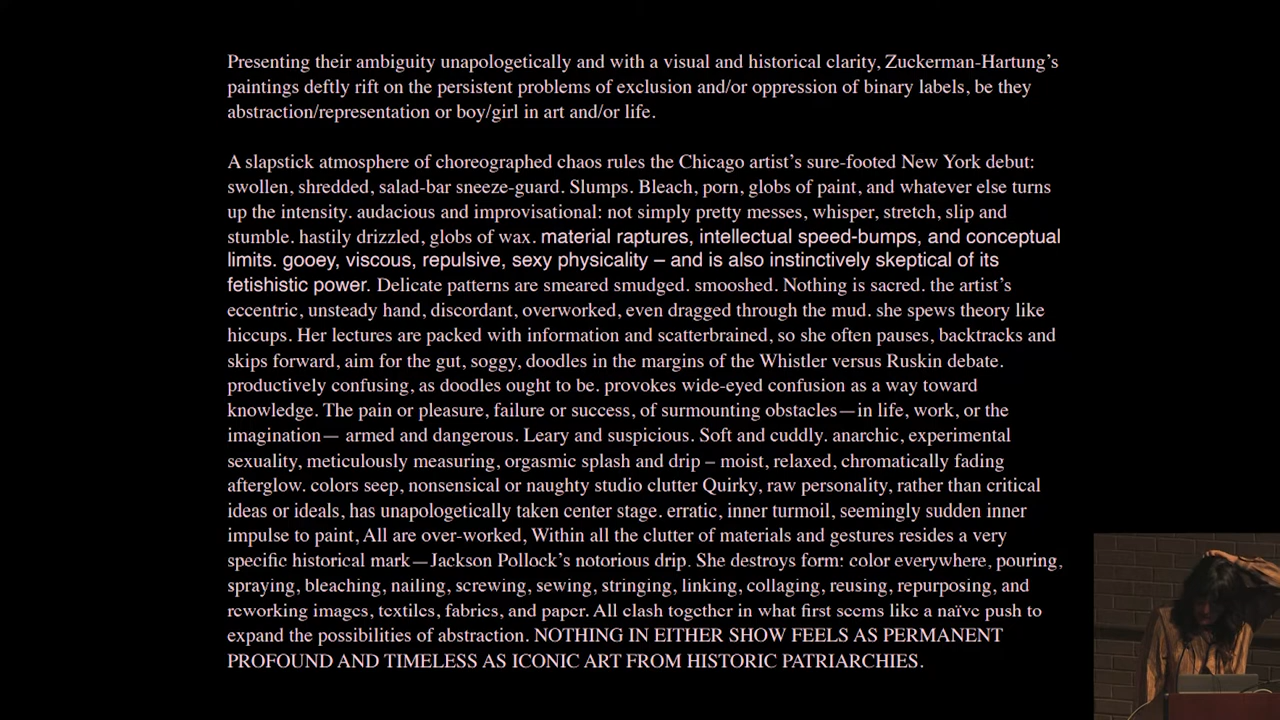 Presenting their ambiguity unapologetically and with a visual and historical clarity, Zuckerman-Hartung's
paintings deftly rift on the persistent problems of exclusion and/or oppression of binary labels, be they
abstraction/representation or boy/girl in art and/or life.
A slapstick atmosphere of choreographed chaos rules the Chicago artist's sure-footed New York debut:
swollen, shredded, salad-bar sneeze-guard. Slumps. Bleach, porn, globs of paint, and whatever else turns
up the intensity. audacious and improvisational: not simply pretty messes, whisper, stretch, slip and
stumble. hastily drizzled, globs of wax. material raptures, intellectual speed-bumps, and conceptual
limits. gooey, viscous, repulsive, sexy physicality – and is also instinctively skeptical of its
fetishistic power. Delicate patterns are smeared smudged. smooshed. Nothing is sacred. the artist's
eccentric, unsteady hand, discordant, overworked, even dragged through the mud. she spews theory like
hiccups. Her lectures are packed with information and scatterbrained, so she often pauses, backtracks and
skips forward, aim for the gut, soggy, doodles in the margins of the Whistler versus Ruskin debate.
productively confusing, as doodles ought to be. provokes wide-eyed confusion as a way toward
knowledge. The pain or pleasure, failure or success, of surmounting obstacles—in life, work, or the
imagination— armed and dangerous. Leary and suspicious. Soft and cuddly. anarchic, experimental
sexuality, meticulously measuring, orgasmic splash and drip – moist, relaxed, chromatically fading
afterglow. colors seep, nonsensical or naughty studio clutter Quirky, raw personality, rather than critical
ideas or ideals, has unapologetically taken center stage. erratic, inner turmoil, seemingly sudden inner
impulse to paint, All are over-worked, Within all the clutter of materials and gestures resides a very
specific historical mark—Jackson Pollock's notorious drip. She destroys form: color everywhere, pouring,
spraying, bleaching, nailing, screwing, sewing, stringing, linking, collaging, reusing, repurposing, and
reworking images, textiles, fabrics, and paper. All clash together in what first seems like a naïve push to
expand the possibilities of abstraction. NOTHING IN EITHER SHOW FEELS AS PERMANENT
PROFOUND AND TIMELESS AS ICONIC ART FROM HISTORIC PATRIARCHIES.